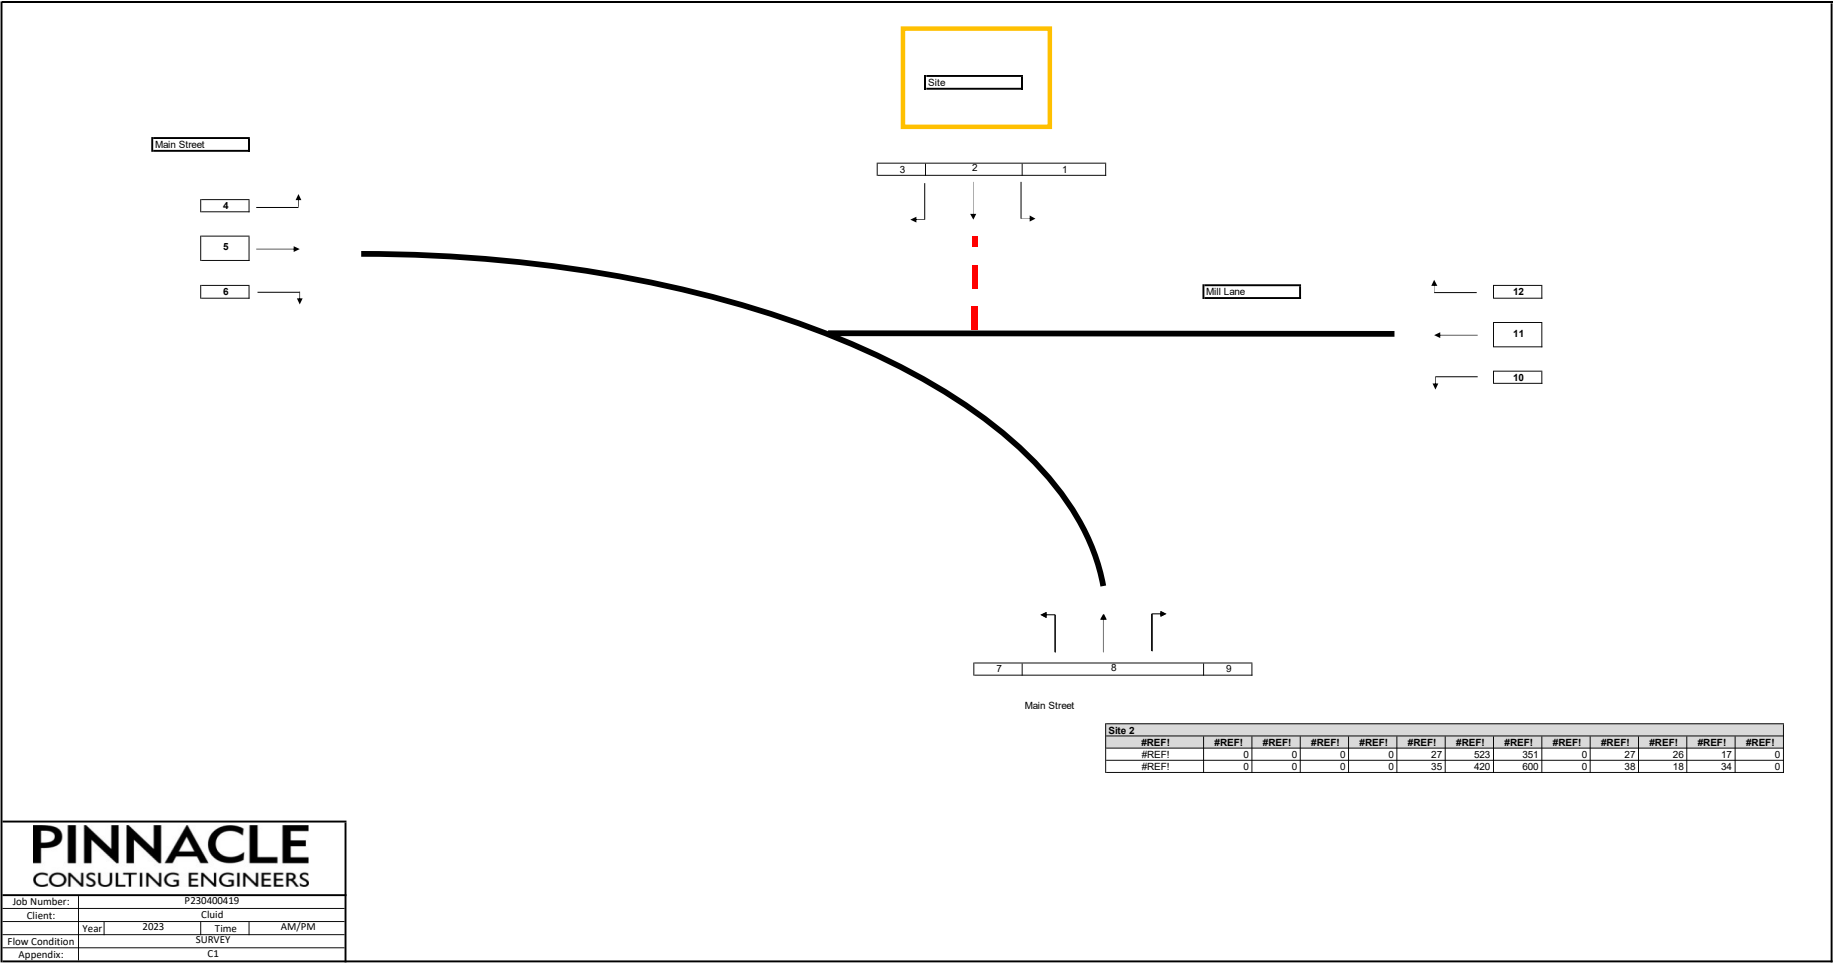 Site
Main Street
3 2 1
4
5
6
Mill Lane
12
11
10
7 8 9
Main Street
Site 2
#REF! #REF! #REF! #REF! #REF! #REF! #REF! #REF! #REF! #REF! #REF! #REF! #REF!
#REF! 0 0 0 0 27 523 351 0 27 26 17 0
#REF! 0 0 0 0 35 420 600 0 38 18 34 0
PINNACLE
CONSULTING ENGINEERS
Job Number: P230400419
Client: Cluid
Year 2023 Time AM/PM
Flow Condition SURVEY
Appendix: C1